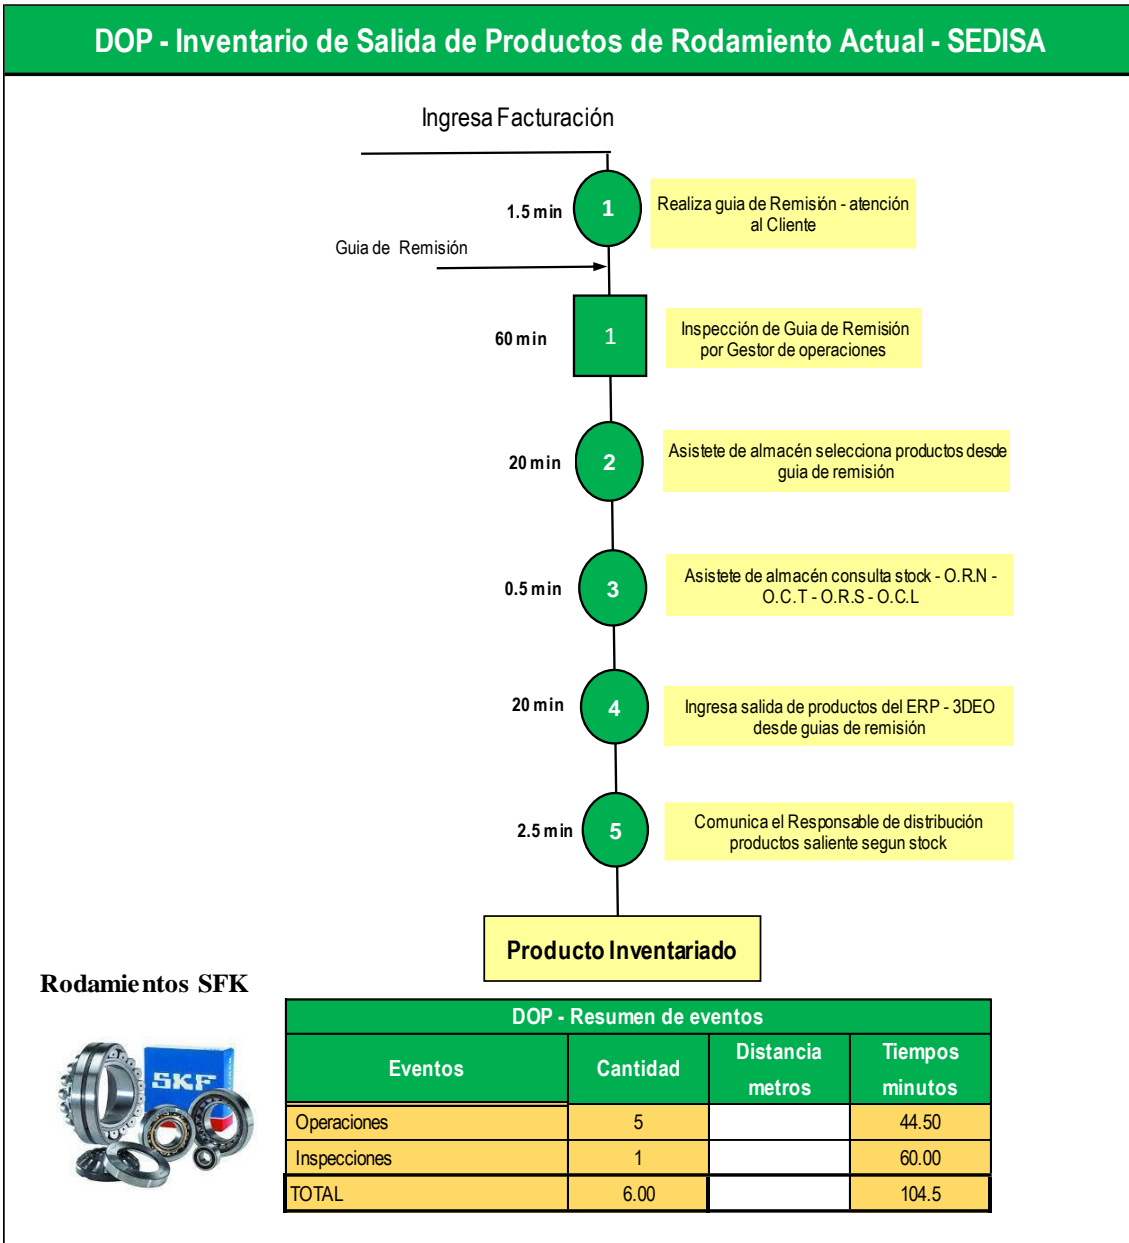 DOP - Inventario de Salida de Productos de Rodamiento Actual - SEDISA
Ingresa Facturación
1.5 min
1
Realiza guia de Remisión - atención
al Cliente
Guia de Remisión
60 min
1
Inspección de Guia de Remisión
por Gestor de operaciones
20 min
2
Asistete de almacén selecciona productos desde
guia de remisión
0.5 min
3
Asistete de almacén consulta stock - O.R.N -
O.C.T - O.R.S - O.C.L
20 min
4
Ingresa salida de productos del ERP - 3DEO
desde guias de remisión
2.5 min
5
Comunica el Responsable de distribución
productos saliente segun stock
Producto Inventariado
Rodamientos SFK
SKF
DOP - Resumen de eventos
Eventos
Cantidad
Distancia
metros
Tiempos
minutos
Operaciones
5
44.50
Inspecciones
1
60.00
TOTAL
6.00
104.5